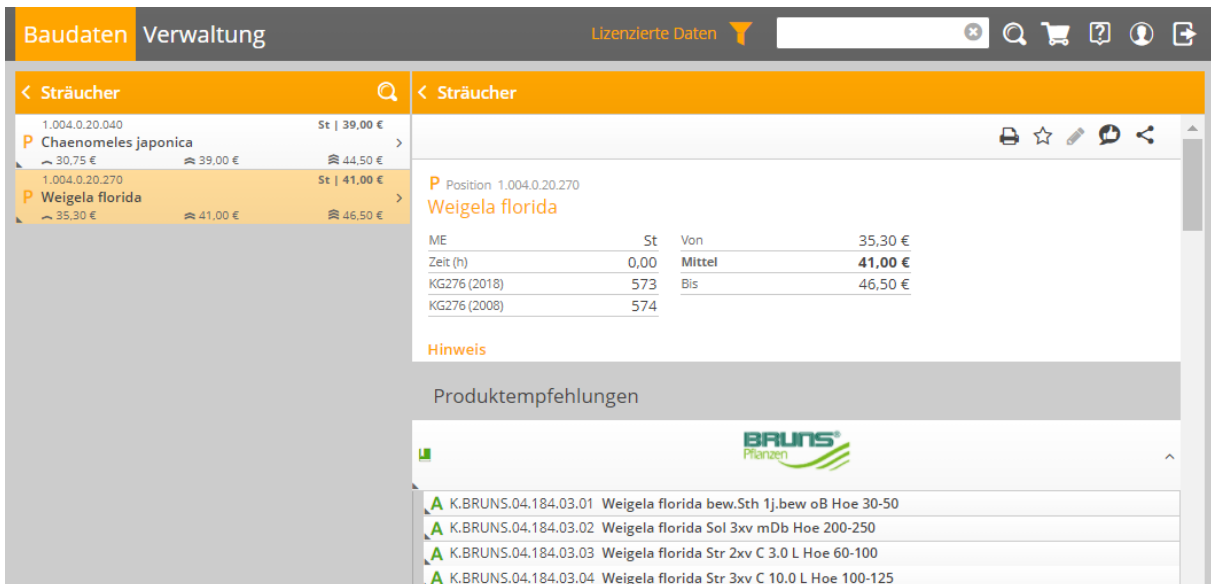 Baudaten Verwaltung Lizenzierte Daten
Sträucher
1.004.0.20.040 St | 39,00 €
P Chaenomeles japonica
30,75 € 39,00 € 44,50 €
1.004.0.20.270 St | 41,00 €
P Weigela florida
35,30 € 41,00 € 46,50 €
Sträucher
P Position 1.004.0.20.270
Weigela florida
ME St Von 35,30 €
Zeit (h) 0,00 Mittel 41,00 €
KG276 (2018) 573 Bis 46,50 €
KG276 (2008) 574
Hinweis
Produktempfehlungen
BRUNS®
Pflanzen
A K.BRUNS.04.184.03.01 Weigela florida bew.Sth 1j.bew oB Hoe 30-50
A K.BRUNS.04.184.03.02 Weigela florida Sol 3xv mDb Hoe 200-250
A K.BRUNS.04.184.03.03 Weigela florida Str 2xv C 3.0 L Hoe 60-100
A K.BRUNS.04.184.03.04 Weigela florida Str 3xv C 10.0 L Hoe 100-125